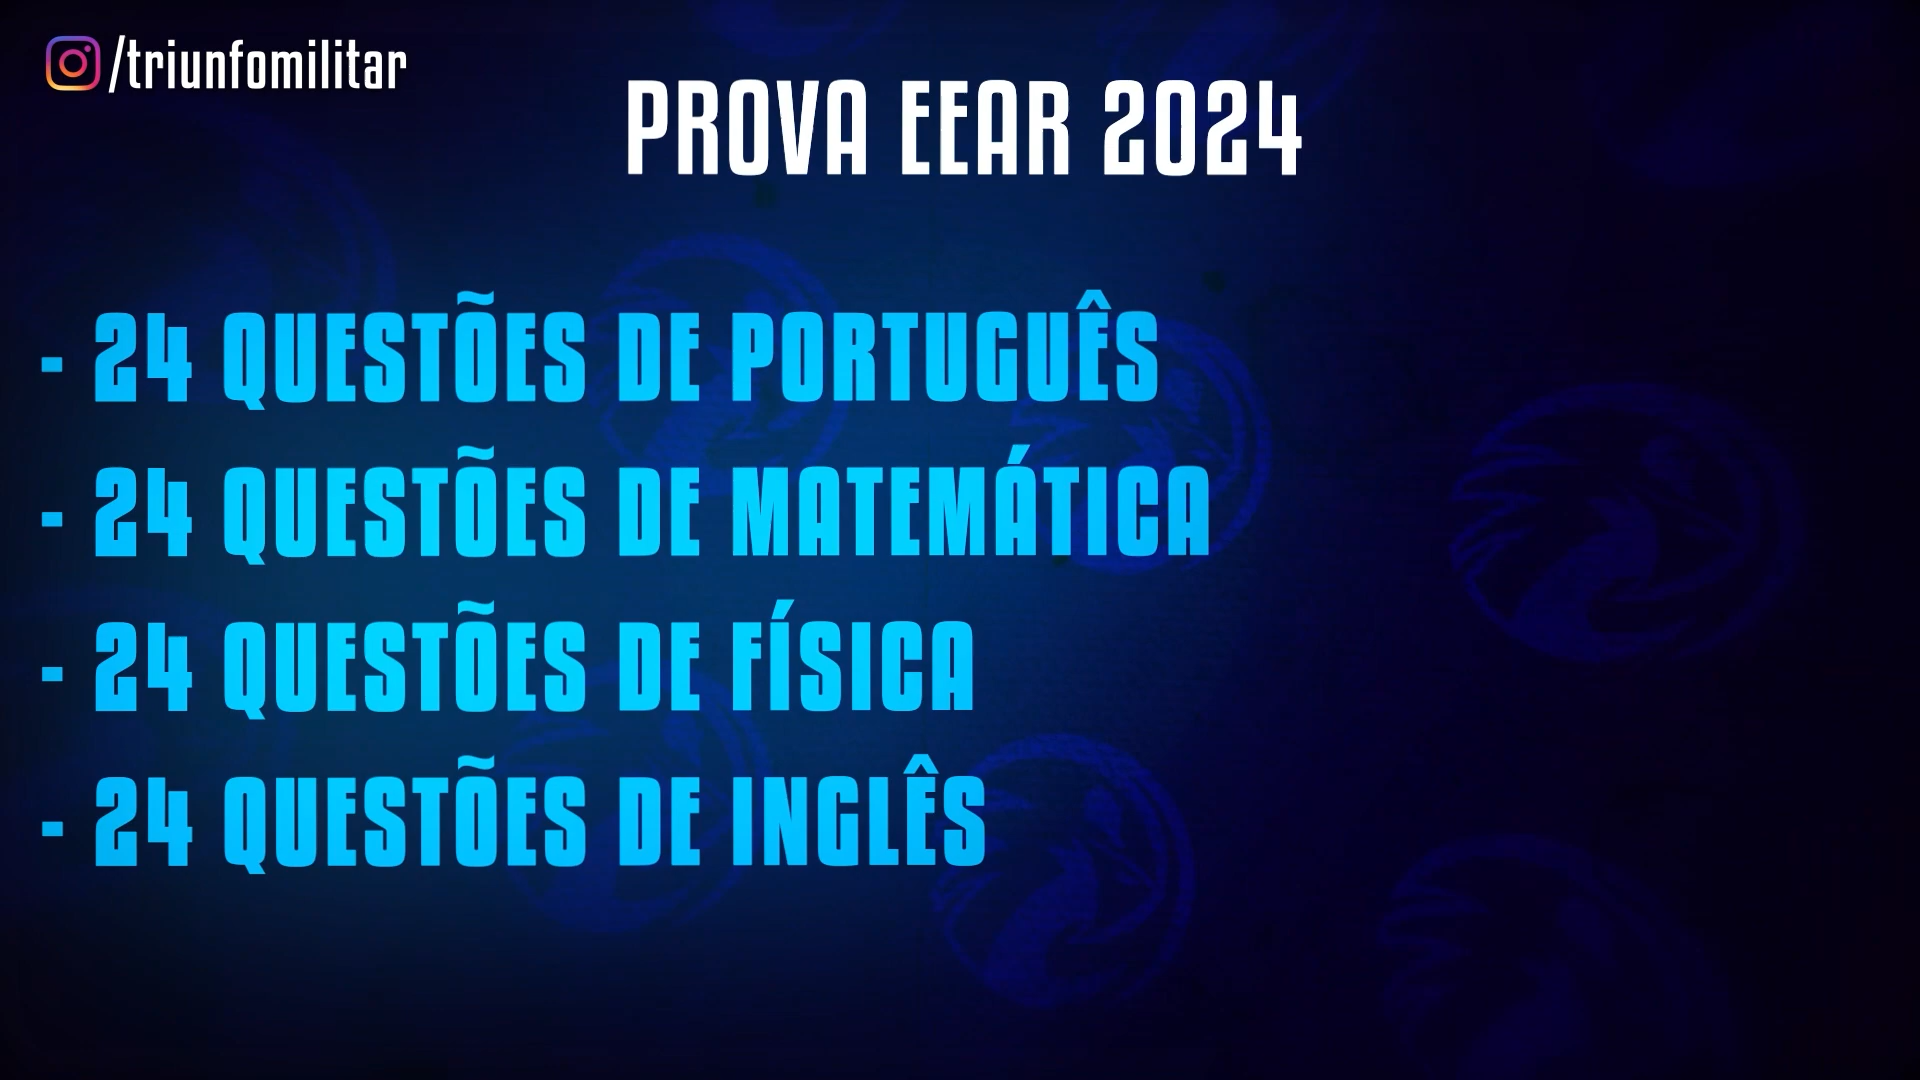 /triunfomilitar
PROVA EEAR 2024
- 24 QUESTÕES DE PORTUGUÊS
- 24 QUESTÕES DE MATEMÁTICA
- 24 QUESTÕES DE FÍSICA
- 24 QUESTÕES DE INGLÊS